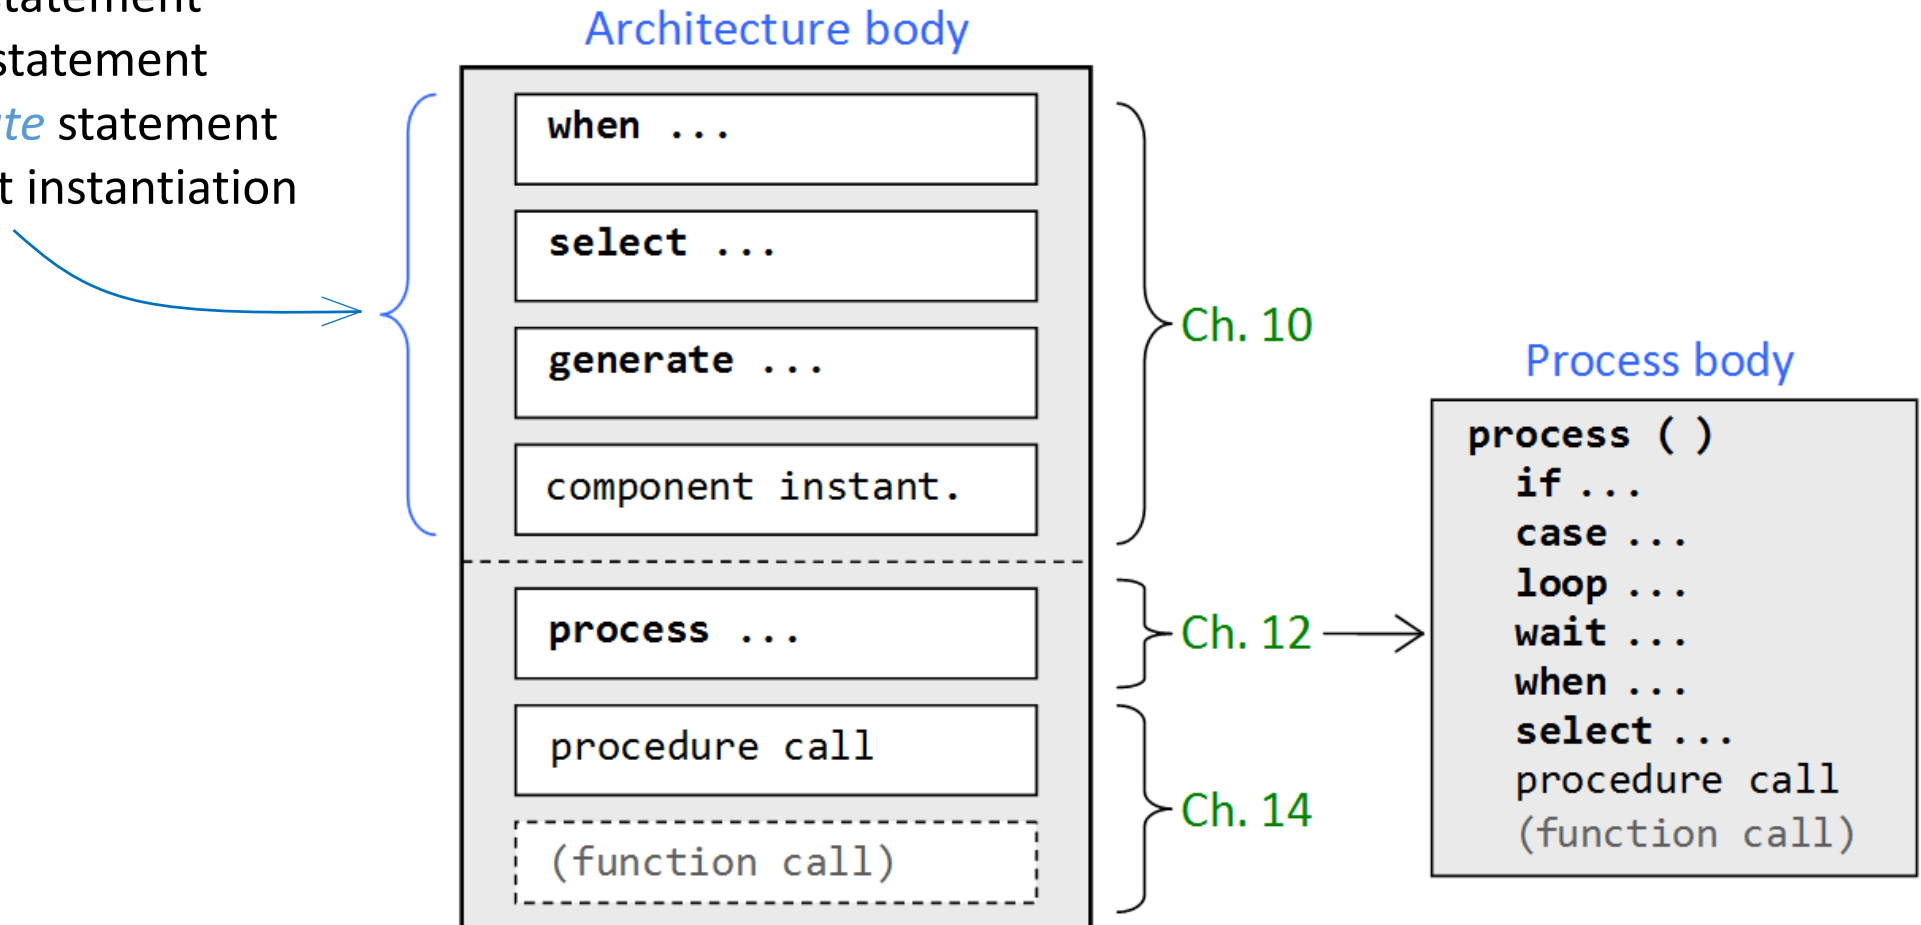 statement
statement
statement
instantiation
Architecture body
when ...
select ...
generate ...
component instant.
process ...
procedure call
(function call)
Ch. 10
Ch. 12
Ch. 14
Process body
process ( )
if ...
case ...
loop ...
wait ...
when ...
select ...
procedure call
(function call)